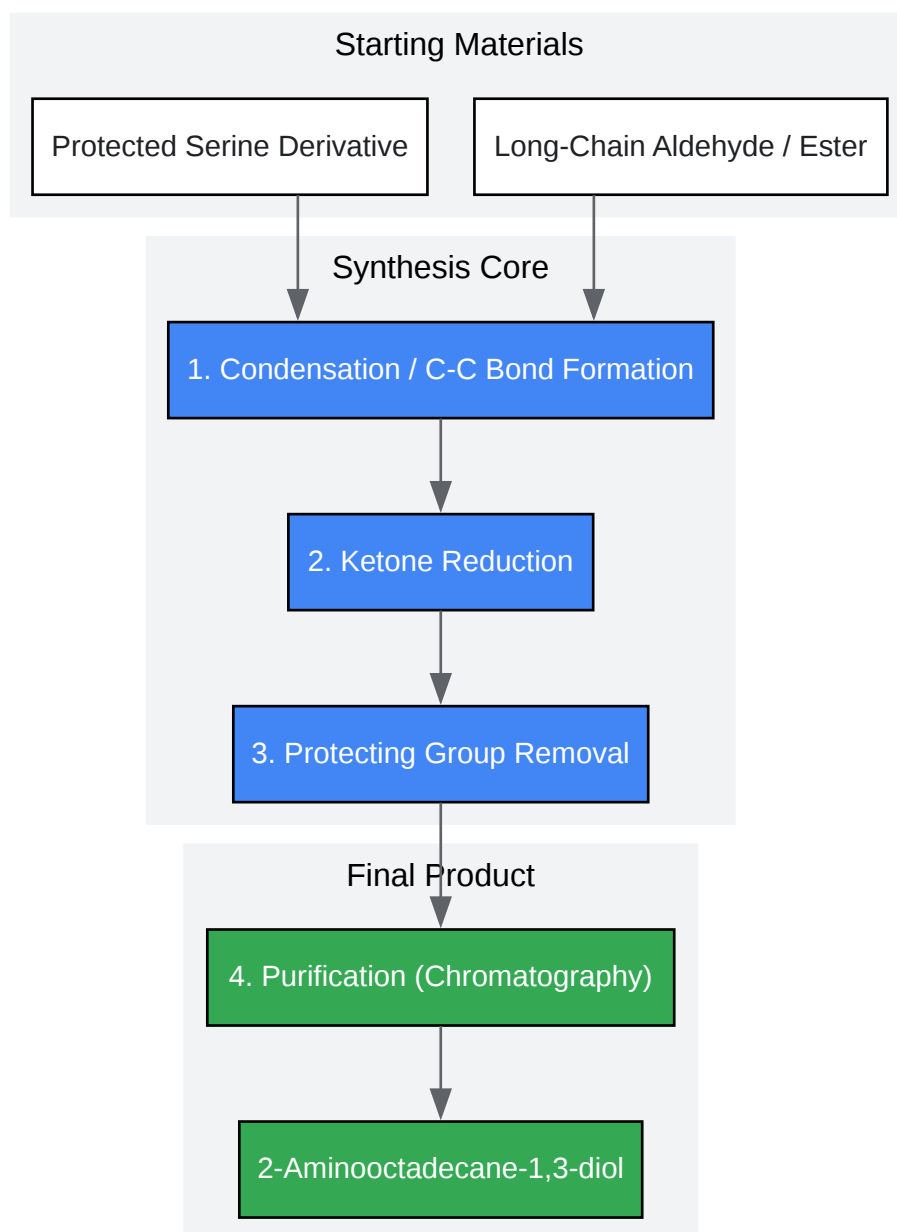 Starting Materials
Protected Serine Derivative
Long-Chain Aldehyde / Ester
Synthesis Core
1. Condensation / C-C Bond Formation
2. Ketone Reduction
3. Protecting Group Removal
Final Product
4. Purification (Chromatography)
2-Aminooctadecane-1,3-diol